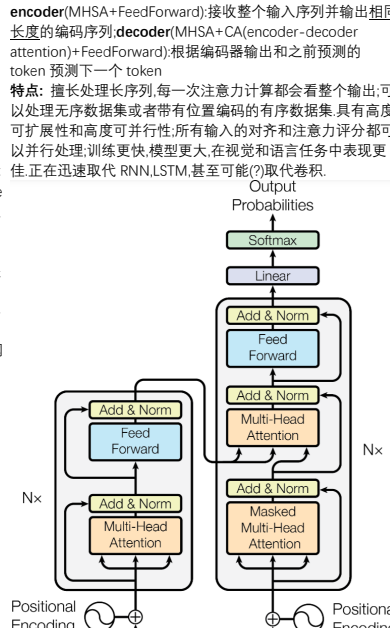 encoder(MHSA+FeedForward):接收整个输入序列并输出相同
长度的编码序列;decoder(MHSA+CA(encoder-decoder
attention)+FeedForward):根据编码器输出和之前预测的
token 预测下一个 token
特点: 擅长处理长序列,每一次注意力计算都会看整个输出;可
以处理无序数据集或者带有位置编码的有序数据集.具有高度
可扩展性和高度可并行性;所有输入的对齐和注意力评分都可
以并行处理;训练更快,模型更大,在视觉和语言任务中表现更
佳.正在迅速取代 RNN,LSTM,甚至可能(?)取代卷积.
Output
Probabilities
Softmax
Linear
Add & Norm
Feed
Forward
Add & Norm
Multi-Head
Attention
Nx
Add & Norm
Masked
Multi-Head
Attention
Add & Norm
Feed
Forward
Nx
Add & Norm
Multi-Head
Attention
Positional
Encoding
Positional
Encoding